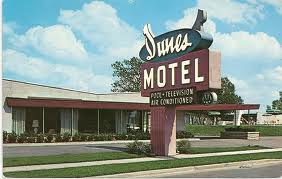 Dunes
MOTEL
POOL - TELEVISION
AIR CONDITIONED